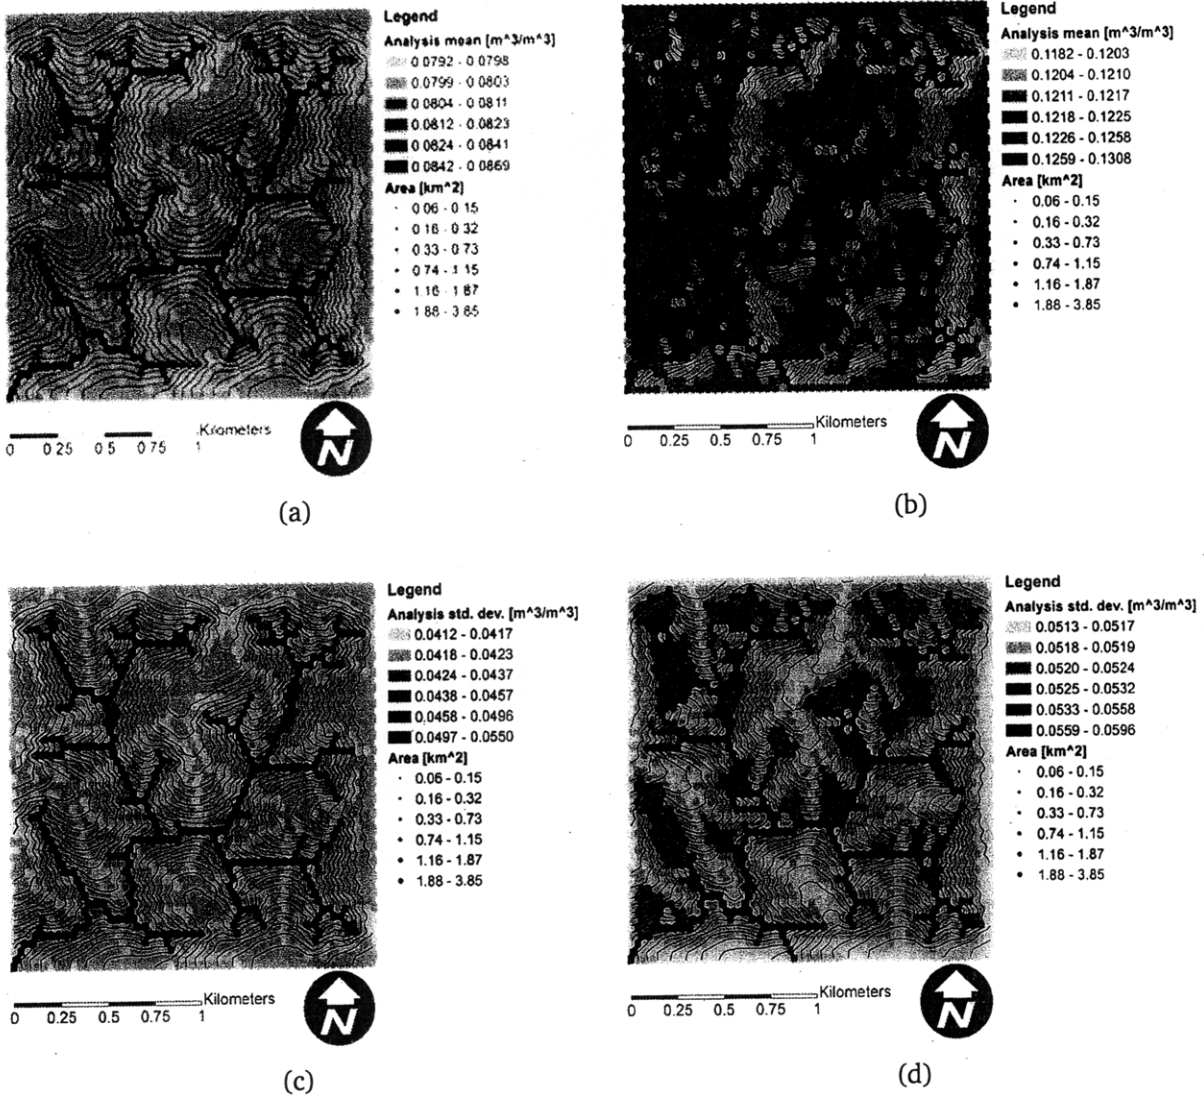 Legend
Analysis mean [m^3/m^3]
0.0792 - 0.0798
0.0799 - 0.0803
0.0804 - 0.0811
0.0812 - 0.0823
0.0824 - 0.0841
0.0842 - 0.0869
Area [km^2]
0.06 - 0.15
0.16 - 0.32
0.33 - 0.73
0.74 - 1.15
1.16 - 1.87
1.88 - 3.85
Kilometers
0 0.25 0.5 0.75 1
N
(a)
Legend
Analysis mean [m^3/m^3]
0.1182 - 0.1203
0.1204 - 0.1210
0.1211 - 0.1217
0.1218 - 0.1225
0.1226 - 0.1258
0.1259 - 0.1308
Area [km^2]
0.06 - 0.15
0.16 - 0.32
0.33 - 0.73
0.74 - 1.15
1.16 - 1.87
1.88 - 3.85
Kilometers
0 0.25 0.5 0.75 1
N
(b)
Legend
Analysis std. dev. [m^3/m^3]
0.0412 - 0.0417
0.0418 - 0.0423
0.0424 - 0.0437
0.0438 - 0.0457
0.0458 - 0.0496
0.0497 - 0.0550
Area [km^2]
0.06 - 0.15
0.16 - 0.32
0.33 - 0.73
0.74 - 1.15
1.16 - 1.87
1.88 - 3.85
Kilometers
0 0.25 0.5 0.75 1
N
(c)
Legend
Analysis std. dev. [m^3/m^3]
0.0513 - 0.0517
0.0518 - 0.0519
0.0520 - 0.0524
0.0525 - 0.0532
0.0533 - 0.0558
0.0559 - 0.0596
Area [km^2]
0.06 - 0.15
0.16 - 0.32
0.33 - 0.73
0.74 - 1.15
1.16 - 1.87
1.88 - 3.85
Kilometers
0 0.25 0.5 0.75 1
N
(d)